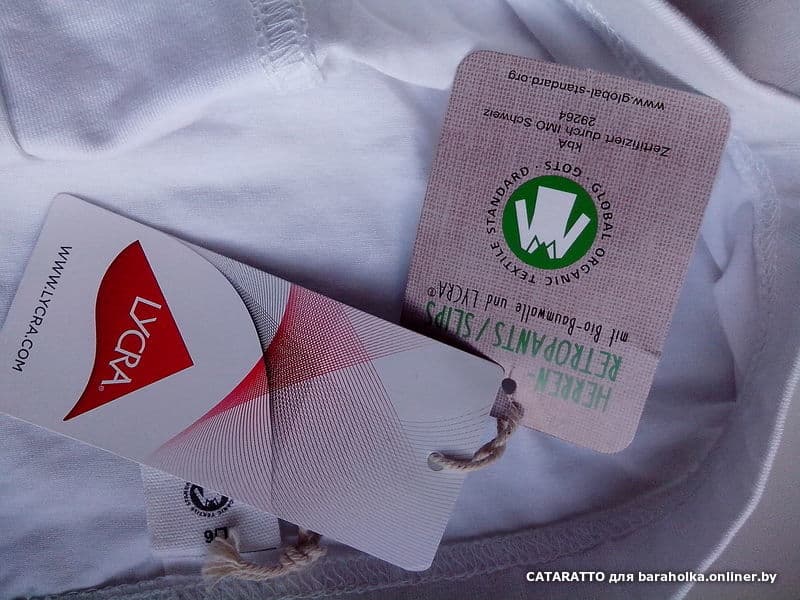 HERREN-
RETROPANTS / SLIPS
mit Bio-Baumwolle und LYCRA®
GLOBAL ORGANIC TEXTILE STANDARD · GOTS ·
kbA
Zertifiziert durch IMO Schweiz
29264
www.global-standard.org
WWW.LYCRA.COM
LYCRA®
L/6
CATARATTO для baraholka.onliner.by